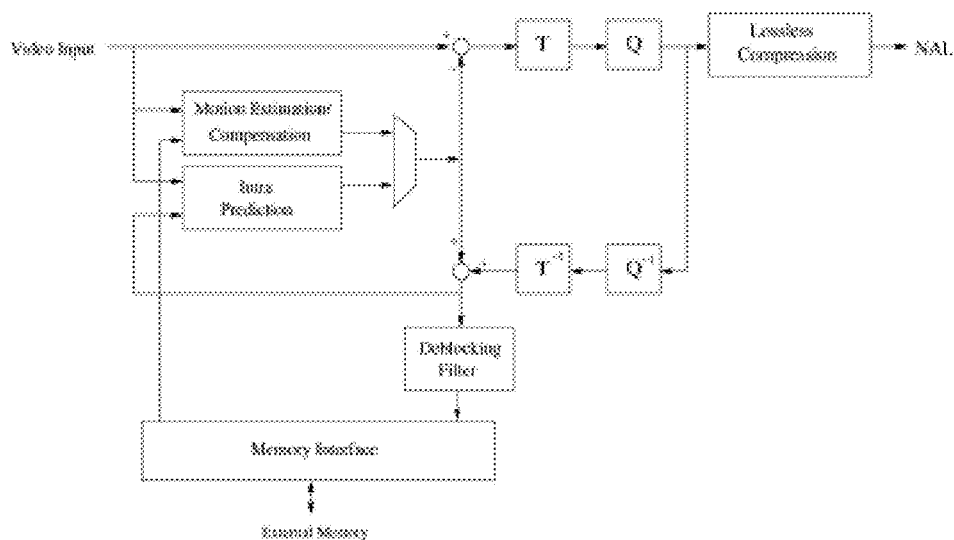 Video Input
T
Q
Lossless
Compression
NAL
Motion Estimation/
Compensation
Intra
Prediction
T⁻¹
Q⁻¹
Deblocking
Filter
Memory Interface
External Memory